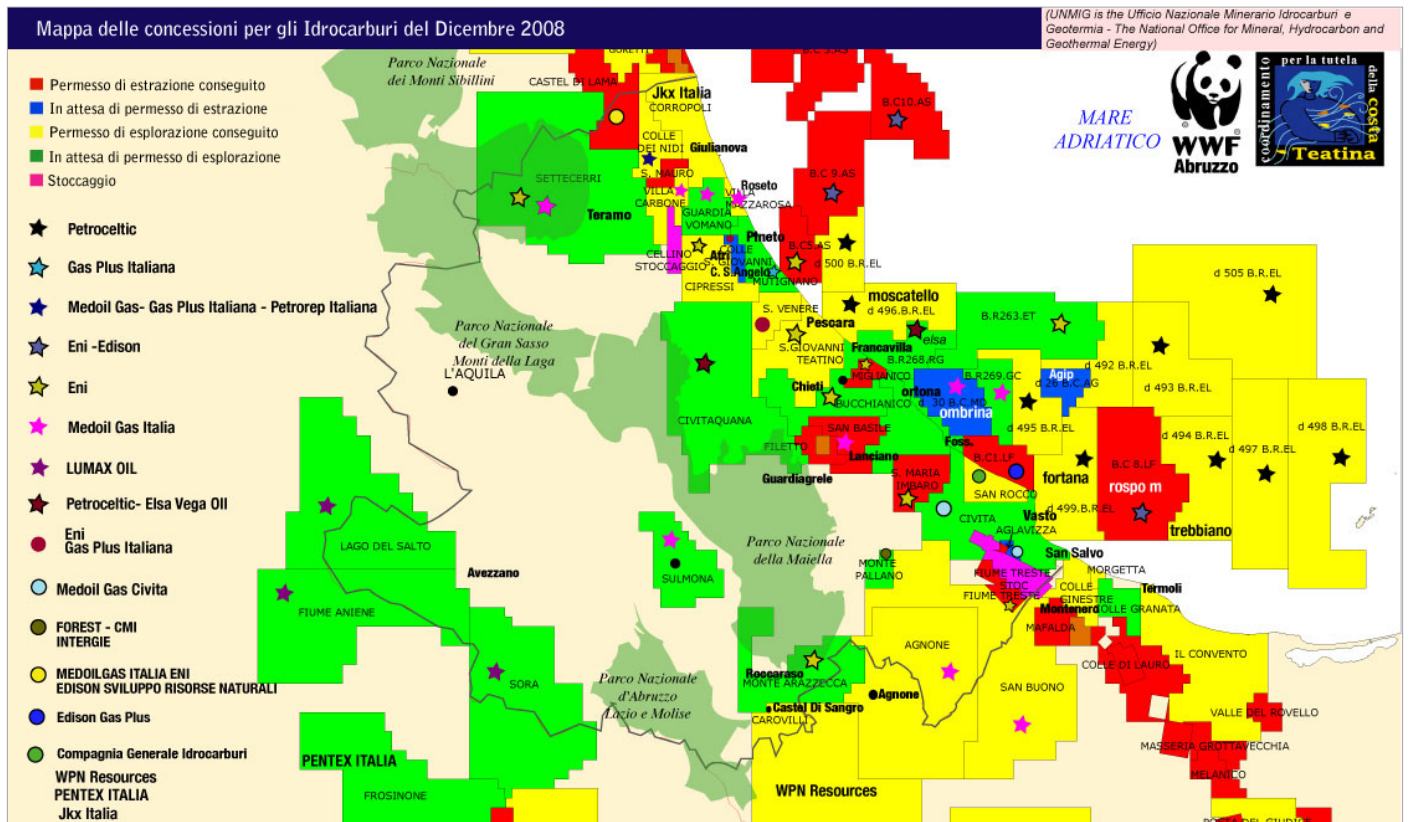 Mappa delle concessioni per gli Idrocarburi del Dicembre 2008
(UNMIG is the Ufficio Nazionale Minerario Idrocarburi e
Geotermia - The National Office for Mineral, Hydrocarbon and
Geothermal Energy)
Permesso di estrazione conseguito
In attesa di permesso di estrazione
Permesso di esplorazione conseguito
In attesa di permesso di esplorazione
Stoccaggio
Petroceltic
Gas Plus Italiana
Medoil Gas- Gas Plus Italiana - Petrorep Italiana
Eni -Edison
Eni
Medoil Gas Italia
LUMAX OIL
Petroceltic- Elsa Vega OIl
Eni
Gas Plus Italiana
Medoil Gas Civita
FOREST - CMI
INTERGIE
MEDOILGAS ITALIA ENI
EDISON SVILUPPO RISORSE NATURALI
Edison Gas Plus
Compagnia Generale Idrocarburi
WPN Resources
PENTEX ITALIA
Jkx Italia
Parco Nazionale
dei Monti Sibillini
CASTEL DI LAMA
Jkx Italia
CORROPOLI
COLLE
DEI NIDI
Giulianova
S. MAURO
SETTECERRI
Teramo
VILLA
CARBONE
GUARDIA
VOMANO
Roseto
VILLA
MAZZAROSA
CELLINO
STOCCAGGIO
Pineto
COLLE
S. GIOVANNI
Atri
C. S.Angelo
MUTIGNANO
CIPRESSI
B.C10.AS
B.C 9.AS
B.C5.AS
d 500 B.R.EL
MARE
ADRIATICO
WWF
Abruzzo
coordinamento
per la tutela
della costa
Teatina
Parco Nazionale
del Gran Sasso
Monti della Laga
L'AQUILA
S. VENERE
Pescara
S.GIOVANNI
TEATINO
moscatello
d 496.B.R.EL
elsa
B.R263.ET
d 505 B.R.EL
Francavilla
B.R268.RG
MIGLIANICO
B.R269.GC
Agip
d 26 B.C.AG
d 492 B.R.EL
d 493 B.R.EL
CIVITAQUANA
Chieti
BUCCHIANICO
ortona
d 30 B.C.MD
ombrina
d 495 B.R.EL
d 494 B.R.EL
d 497 B.R.EL
d 498 B.R.EL
SAN BASILE
FILETTO
Lanciano
Guardiagrele
Foss.
B.C1.LF
SAN ROCCO
S. MARIA
IMBARO
fortana
d 499.B.R.EL
B.C 8.LF
rospo m
trebbiano
CIVITA
Vasto
AGLAVIZZA
San Salvo
Parco Nazionale
della Maiella
MONTE
PALLANO
FIUME TRESTE
STOC
FIUME TRESTE
MORGETTA
COLLE
GINESTRE
Termoli
COLLE GRANATA
Montenero
MAFALDA
COLLE DI LAURO
IL CONVENTO
VALLE DEL ROVELLO
MASSERIA GROTTAVECCHIA
MELANICO
LAGO DEL SALTO
FIUME ANIENE
Avezzano
SULMONA
SORA
Parco Nazionale
d'Abruzzo
Lazio e Molise
Roccaraso
MONTE ARAZZECCA
Castel Di Sangro
CAROVILLI
AGNONE
Agnone
SAN BUONO
PENTEX ITALIA
FROSINONE
WPN Resources